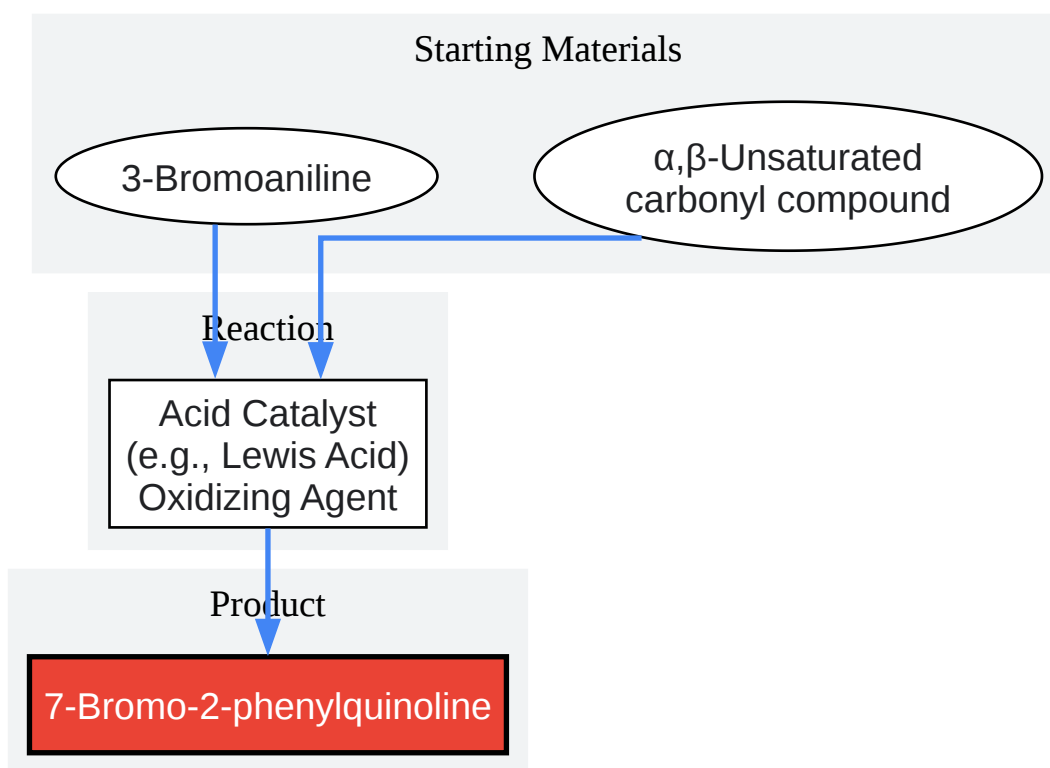 Starting Materials
3-Bromoaniline
α,β-Unsaturated
carbonyl compound
Reaction
Acid Catalyst
(e.g., Lewis Acid)
Oxidizing Agent
Product
7-Bromo-2-phenylquinoline